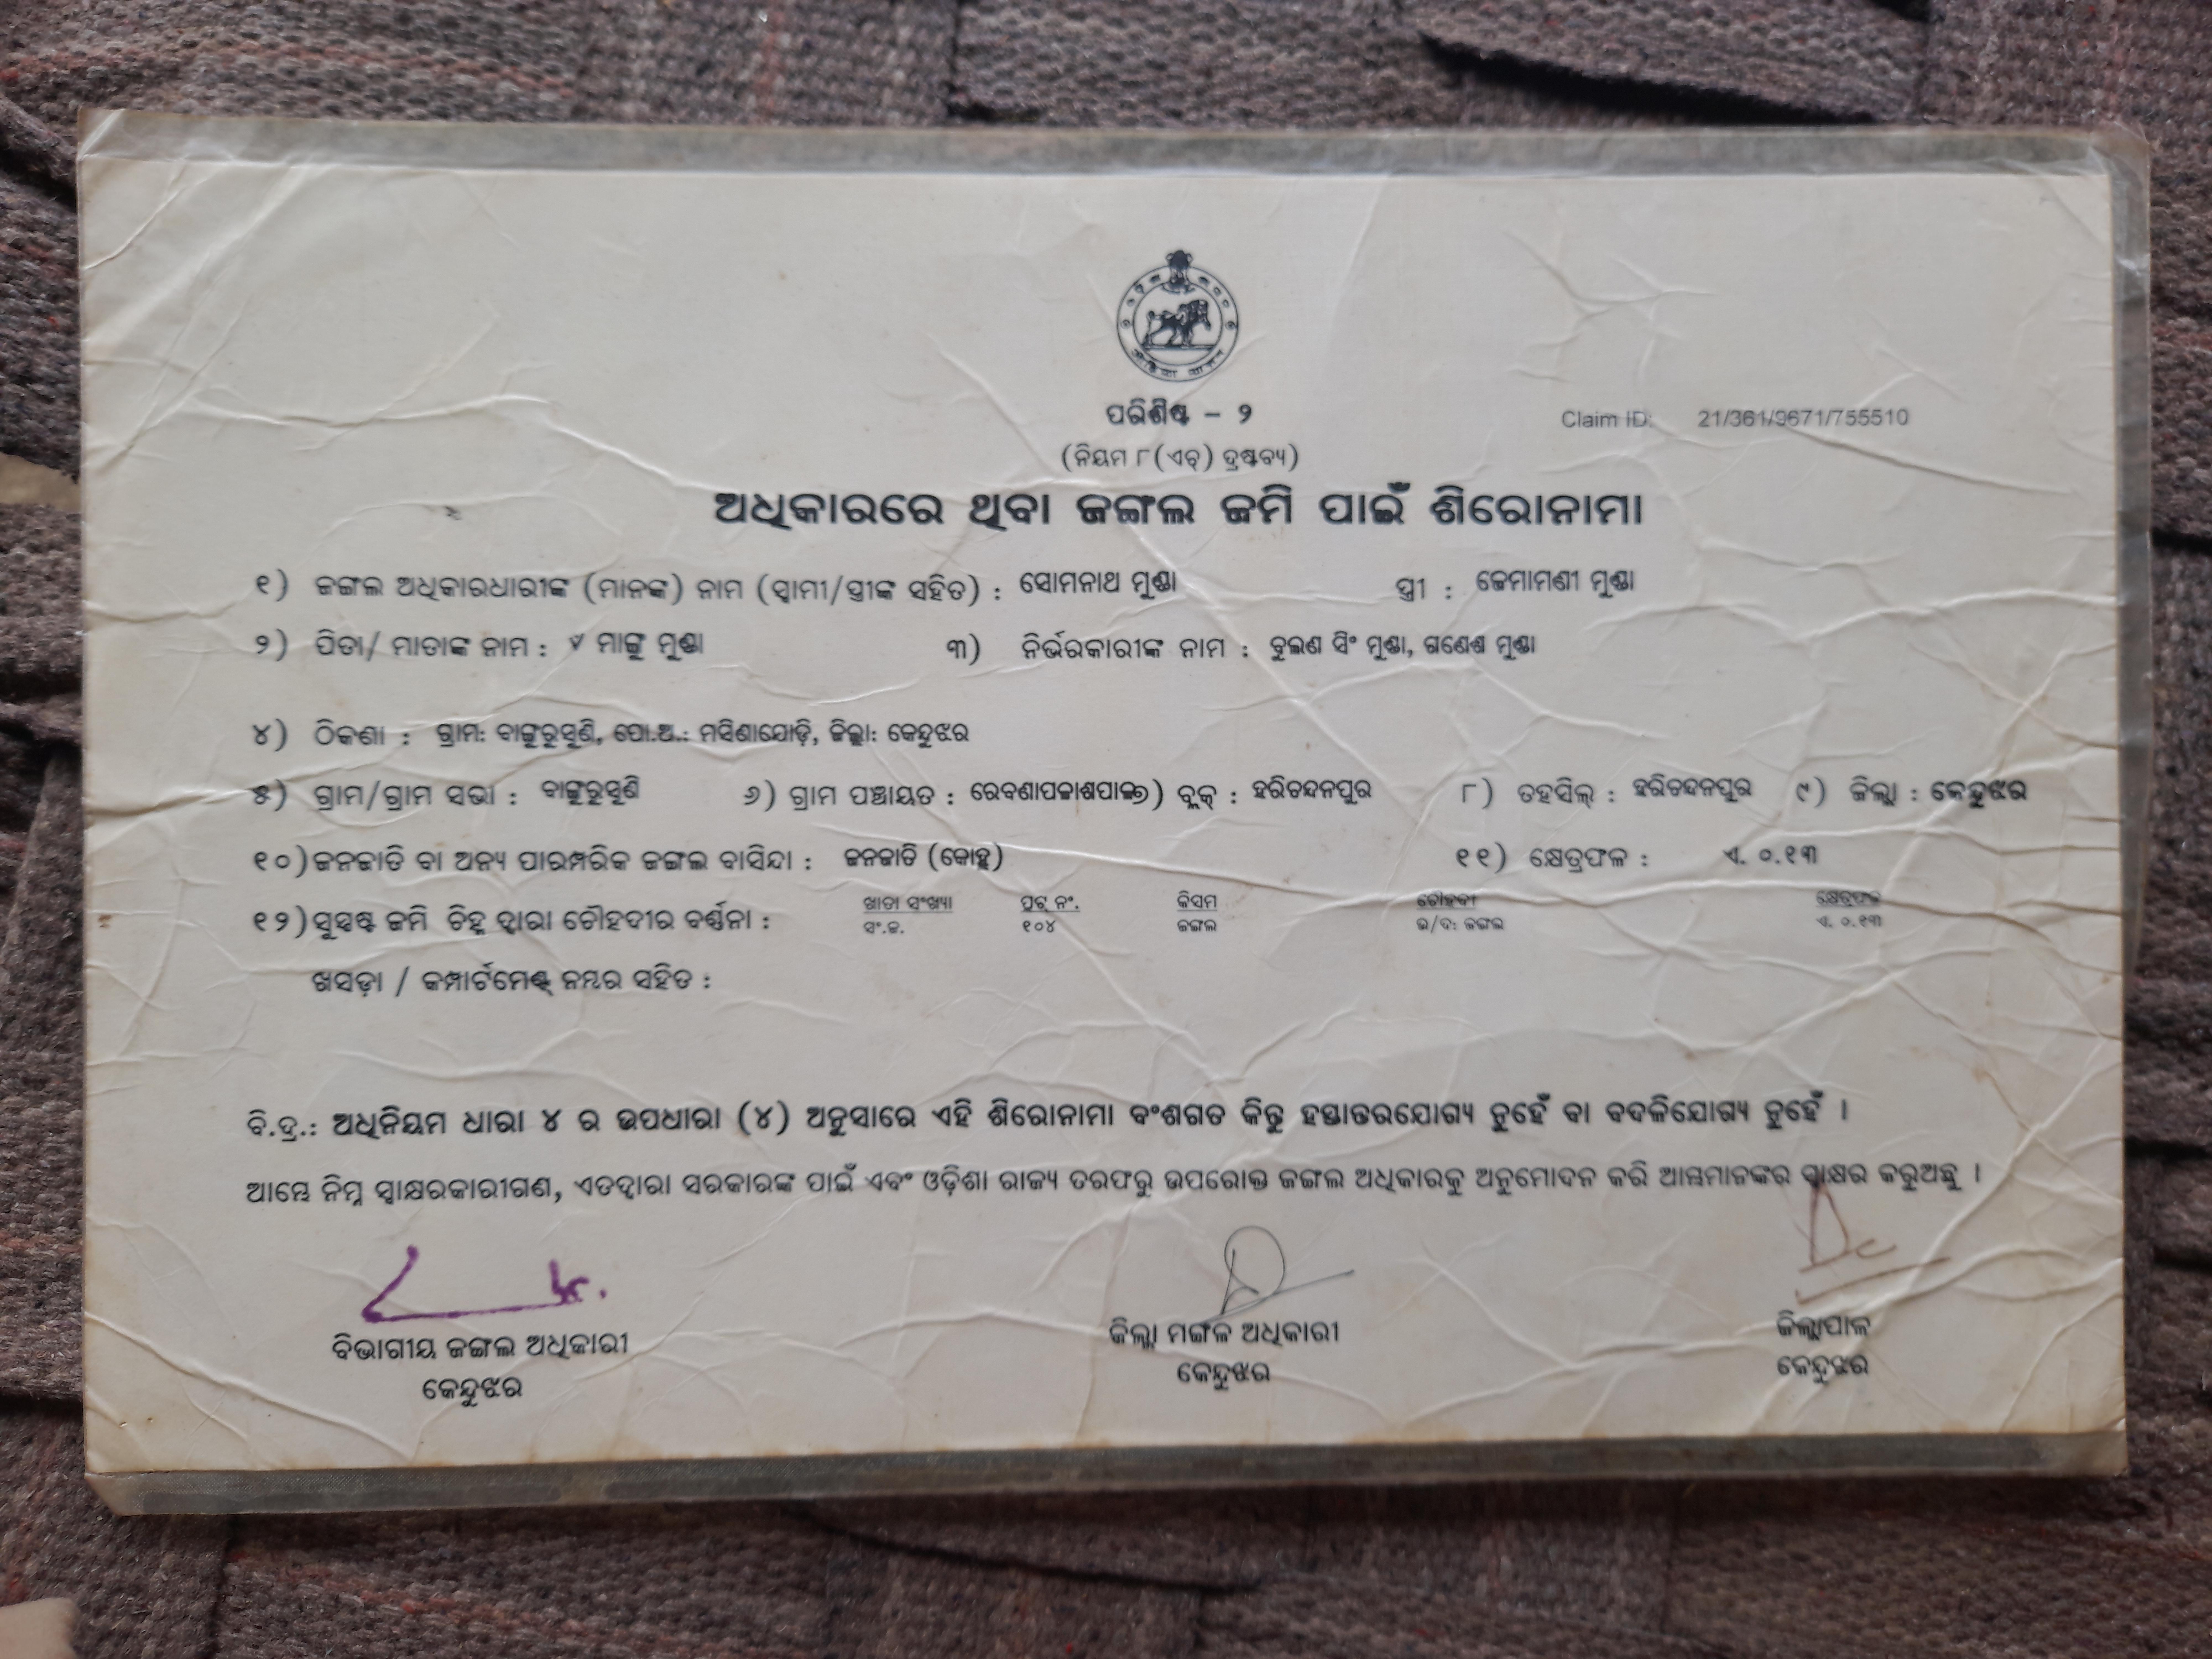 ପରିଶିଷ୍ଟ – ୨
Claim ID: 21/361/9671/755510
(ନିୟମ ୮(ଏଚ୍) ଦ୍ରଷ୍ଟବ୍ୟ)
ଅଧିକାରରେ ଥିବା ଜଙ୍ଗଲ ଜମି ପାଇଁ ଶିରୋନାମା
୧) ଜଙ୍ଗଲ ଅଧିକାରଧାରୀଙ୍କ (ମାନଙ୍କ) ନାମ (ସ୍ୱାମୀ/ସ୍ତ୍ରୀଙ୍କ ସହିତ) : ସୋମନାଥ ମୁଣ୍ଡା ସ୍ତ୍ରୀ : ଜେମାମଣୀ ମୁଣ୍ଡା
୨) ପିତା/ ମାତାଙ୍କ ନାମ : ୰ ମାଙ୍ଗୁ ମୁଣ୍ଡା ୩) ନିର୍ଭରକାରୀଙ୍କ ନାମ : ବୁଲଣ ସିଂ ମୁଣ୍ଡା, ଗଣେଶ ମୁଣ୍ଡା
୪) ଠିକଣା : ଗ୍ରାମ: ବାଙ୍ଗୁରୁସୁଣି, ପୋ.ଅ.: ମସିଣାଯୋଡ଼ି, ଜିଲ୍ଲା: କେନ୍ଦୁଝର
୫) ଗ୍ରାମ/ଗ୍ରାମ ସଭା : ବାଙ୍ଗୁରୁସୁଣି ୬) ଗ୍ରାମ ପଞ୍ଚାୟତ : ରେବଣାପଳାଶପାଳ ୭) ବ୍ଲକ୍ : ହରିଚନ୍ଦନପୁର ୮) ତହସିଲ୍ : ହରିଚନ୍ଦନପୁର ୯) ଜିଲ୍ଲା : କେନ୍ଦୁଝର
୧୦)ଜନଜାତି ବା ଅନ୍ୟ ପାରମ୍ପରିକ ଜଙ୍ଗଲ ବାସିନ୍ଦା : ଜନଜାତି (କୋହ୍ଲ) ୧୧) କ୍ଷେତ୍ରଫଳ : ଏ. ୦.୧୩
ଖାତା ସଂଖ୍ୟା ପ୍ଲଟ୍ ନଂ. କିସମ ଚୌହଦୀ କ୍ଷେତ୍ରଫଳ
୧୨)ସୁସ୍ପଷ୍ଟ ଜମି ଚିହ୍ନ ଦ୍ୱାରା ଚୌହଦୀର ବର୍ଣ୍ଣନା : ସଂ.ଜ. ୧୦୪ ଜଙ୍ଗଲ ଉ/ଦ: ଜଙ୍ଗଲ ଏ. ୦.୧୩
ଖସଡ଼ା / କମ୍ପାର୍ଟମେଣ୍ଟ୍ ନମ୍ବର ସହିତ :
ବି.ଦ୍ର.: ଅଧିନିୟମ ଧାରା ୪ ର ଉପଧାରା (୪) ଅନୁସାରେ ଏହି ଶିରୋନାମା ବଂଶଗତ କିନ୍ତୁ ହସ୍ତାନ୍ତରଯୋଗ୍ୟ ନୁହେଁ ବା ବଦଳିଯୋଗ୍ୟ ନୁହେଁ ।
ଆମ୍ଭେ ନିମ୍ନ ସ୍ୱାକ୍ଷରକାରୀଗଣ, ଏତଦ୍ୱାରା ସରକାରଙ୍କ ପାଇଁ ଏବଂ ଓଡ଼ିଶା ରାଜ୍ୟ ତରଫରୁ ଉପରୋକ୍ତ ଜଙ୍ଗଲ ଅଧିକାରକୁ ଅନୁମୋଦନ କରି ଆମ୍ଭମାନଙ୍କର ସ୍ୱାକ୍ଷର କରୁଅଛୁ ।
ବିଭାଗୀୟ ଜଙ୍ଗଲ ଅଧିକାରୀ ଜିଲ୍ଲା ମଙ୍ଗଳ ଅଧିକାରୀ ଜିଲ୍ଲାପାଳ
କେନ୍ଦୁଝର କେନ୍ଦୁଝର କେନ୍ଦୁଝର